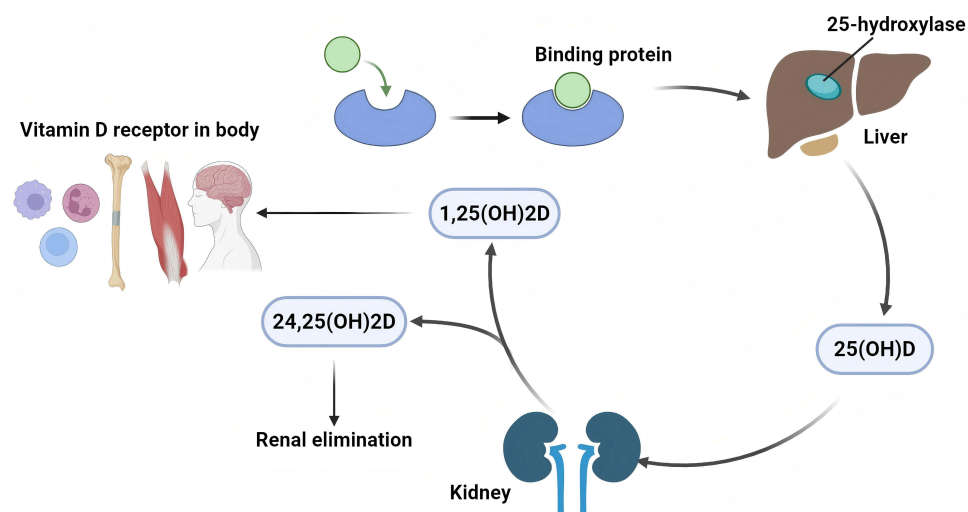 25-hydroxylase
Binding protein
Liver
Vitamin D receptor in body
1,25(OH)2D
24,25(OH)2D
25(OH)D
Renal elimination
Kidney